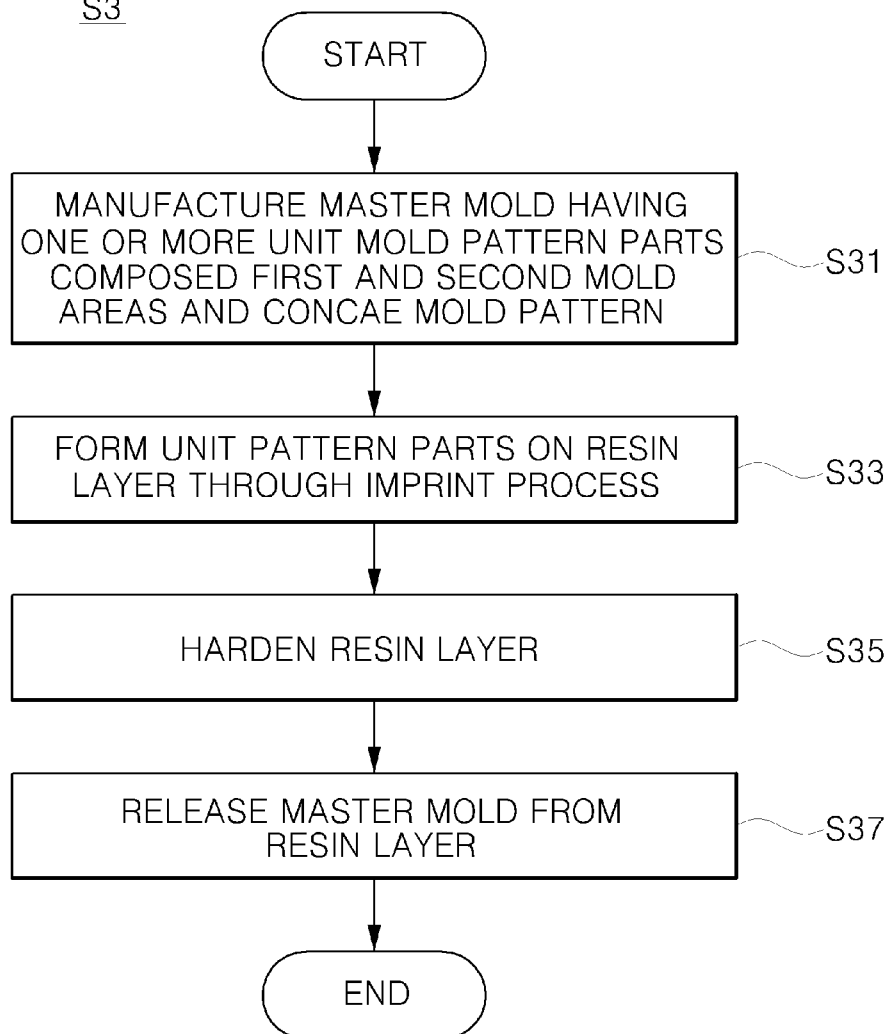 S3
START
MANUFACTURE MASTER MOLD HAVING
ONE OR MORE UNIT MOLD PATTERN PARTS
COMPOSED FIRST AND SECOND MOLD
AREAS AND CONCAE MOLD PATTERN
S31
FORM UNIT PATTERN PARTS ON RESIN
LAYER THROUGH IMPRINT PROCESS
S33
HARDEN RESIN LAYER
S35
RELEASE MASTER MOLD FROM
RESIN LAYER
S37
END